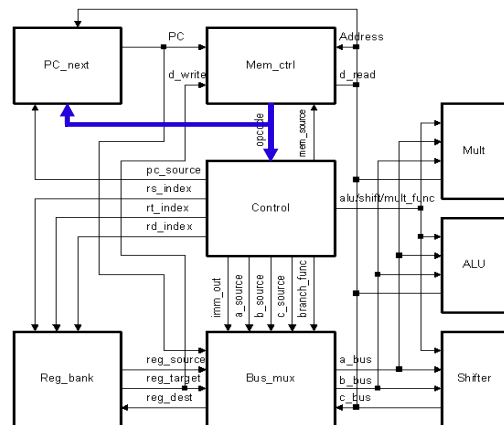 PC
Address
PC_next
Mem_ctrl
d_write
d_read
opcode
mem_source
Mult
pc_source
rs_index
rt_index
rd_index
Control
alu/shift/mult_func
ALU
imm_out
a_source
b_source
c_source
branch_func
reg_source
reg_target
reg_dest
Reg_bank
Bus_mux
a_bus
b_bus
c_bus
Shifter